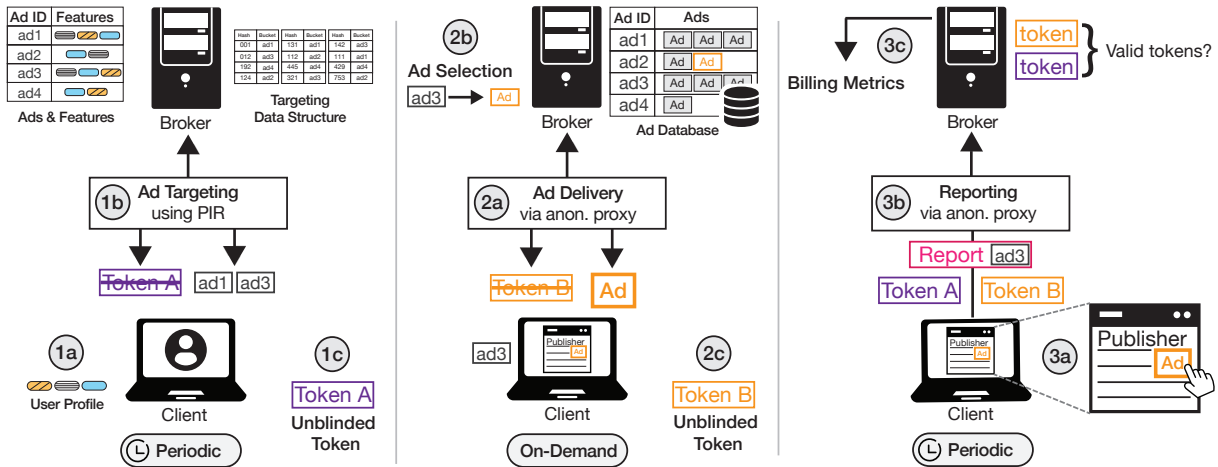 Ad ID Features
ad1
ad2
ad3
ad4
Ads & Features
Broker
Hash Bucket Hash Bucket Hash Bucket
001 ad1 131 ad1 142 ad3
012 ad3 112 ad2 111 ad1
192 ad4 445 ad4 429 ad4
124 ad2 321 ad3 753 ad2
Targeting
Data Structure
1b
Ad Targeting
using PIR
Token A
ad1 ad3
1a
User Profile
Client
1c
Token A
Unblinded
Token
Periodic
2b
Ad Selection
ad3 Ad
Broker
Ad ID Ads
ad1 Ad Ad Ad
ad2 Ad Ad
ad3 Ad Ad Ad
ad4 Ad
Ad Database
2a
Ad Delivery
via anon. proxy
Token B
Ad
ad3
Publisher
Ad
Client
2c
Token B
Unblinded
Token
On-Demand
3c
Billing Metrics
Broker
token
token
Valid tokens?
3b
Reporting
via anon. proxy
Report ad3
Token A Token B
Publisher
Ad
Client
3a
Publisher
Ad
Periodic